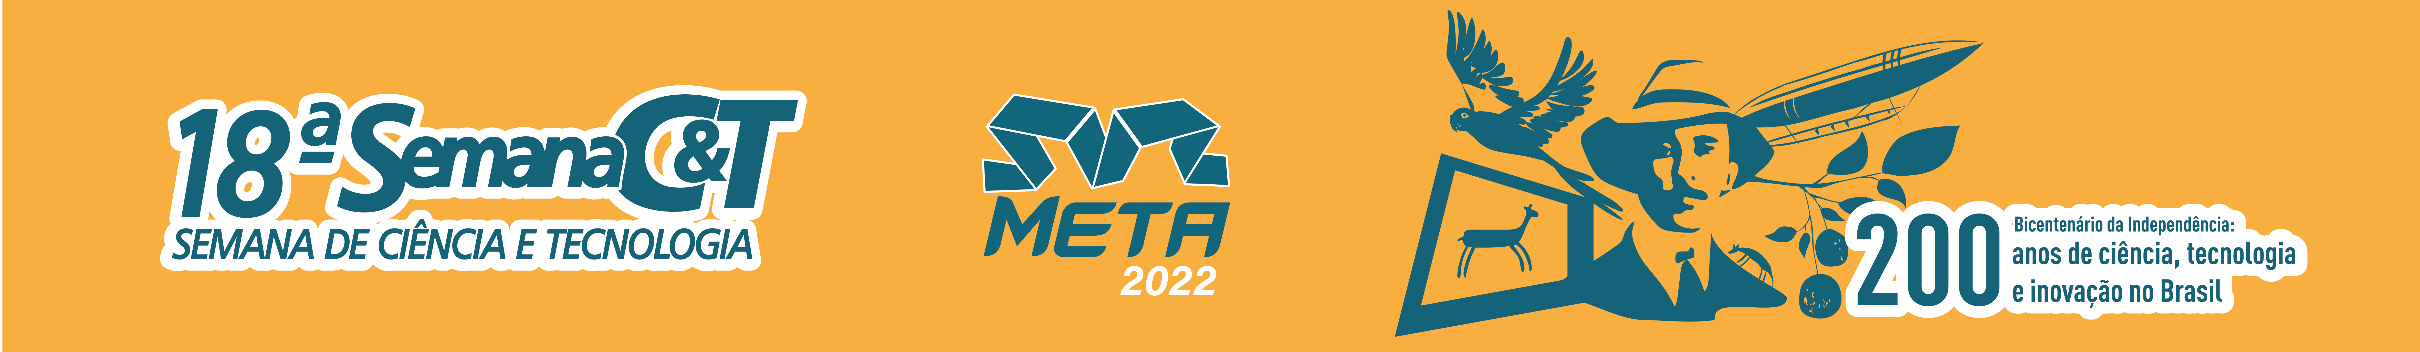 18ª Semana C&T
SEMANA DE CIÊNCIA E TECNOLOGIA
META
2022
200
Bicentenário da Independência:
anos de ciência, tecnologia
e inovação no Brasil